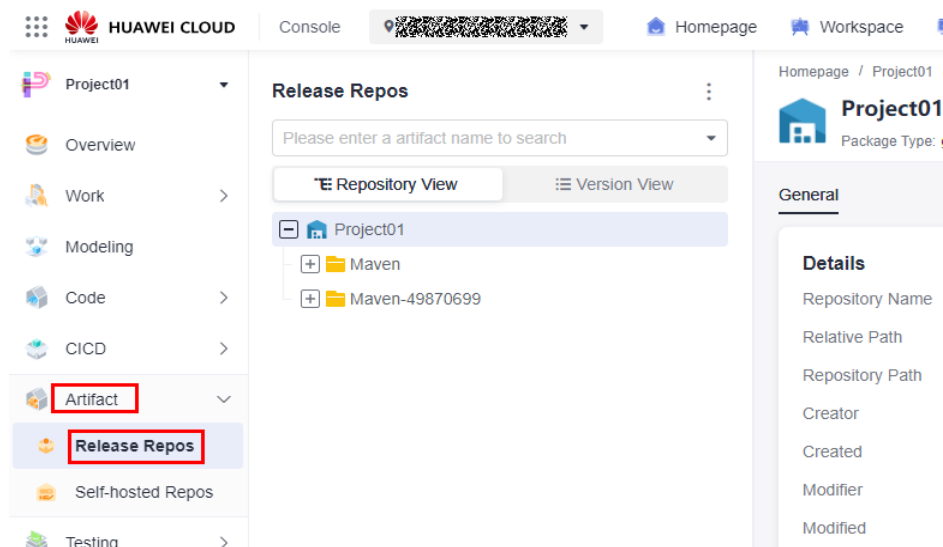 HUAWEI
HUAWEI CLOUD
Console
Homepage
Workspace
Project01
Overview
Work
Modeling
Code
CICD
Artifact
Release Repos
Self-hosted Repos
Testing
Release Repos
Please enter a artifact name to search
Repository View
Version View
Project01
Maven
Maven-49870699
Homepage / Project01
Project01
Package Type:
General
Details
Repository Name
Relative Path
Repository Path
Creator
Created
Modifier
Modified